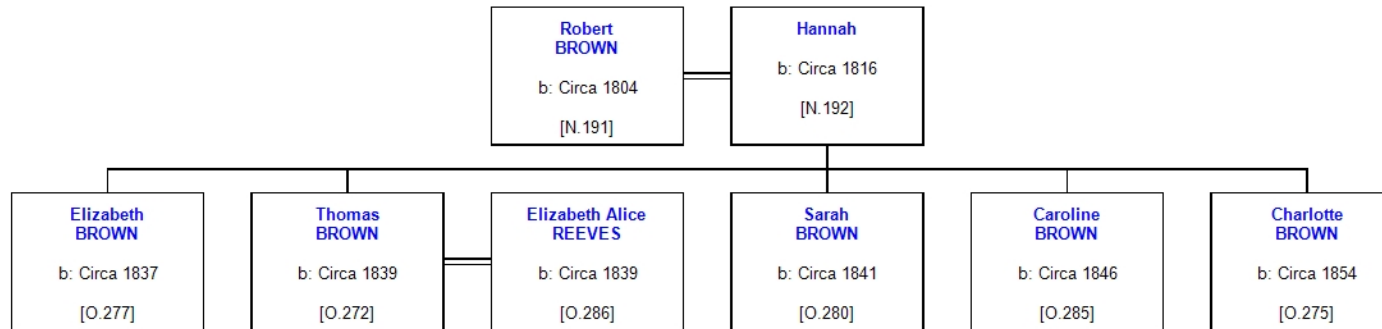 Robert
BROWN
b: Circa 1804
[N.191]
Hannah
b: Circa 1816
[N.192]
Elizabeth
BROWN
b: Circa 1837
[O.277]
Thomas
BROWN
b: Circa 1839
[O.272]
Elizabeth Alice
REEVES
b: Circa 1839
[O.286]
Sarah
BROWN
b: Circa 1841
[O.280]
Caroline
BROWN
b: Circa 1846
[O.285]
Charlotte
BROWN
b: Circa 1854
[O.275]